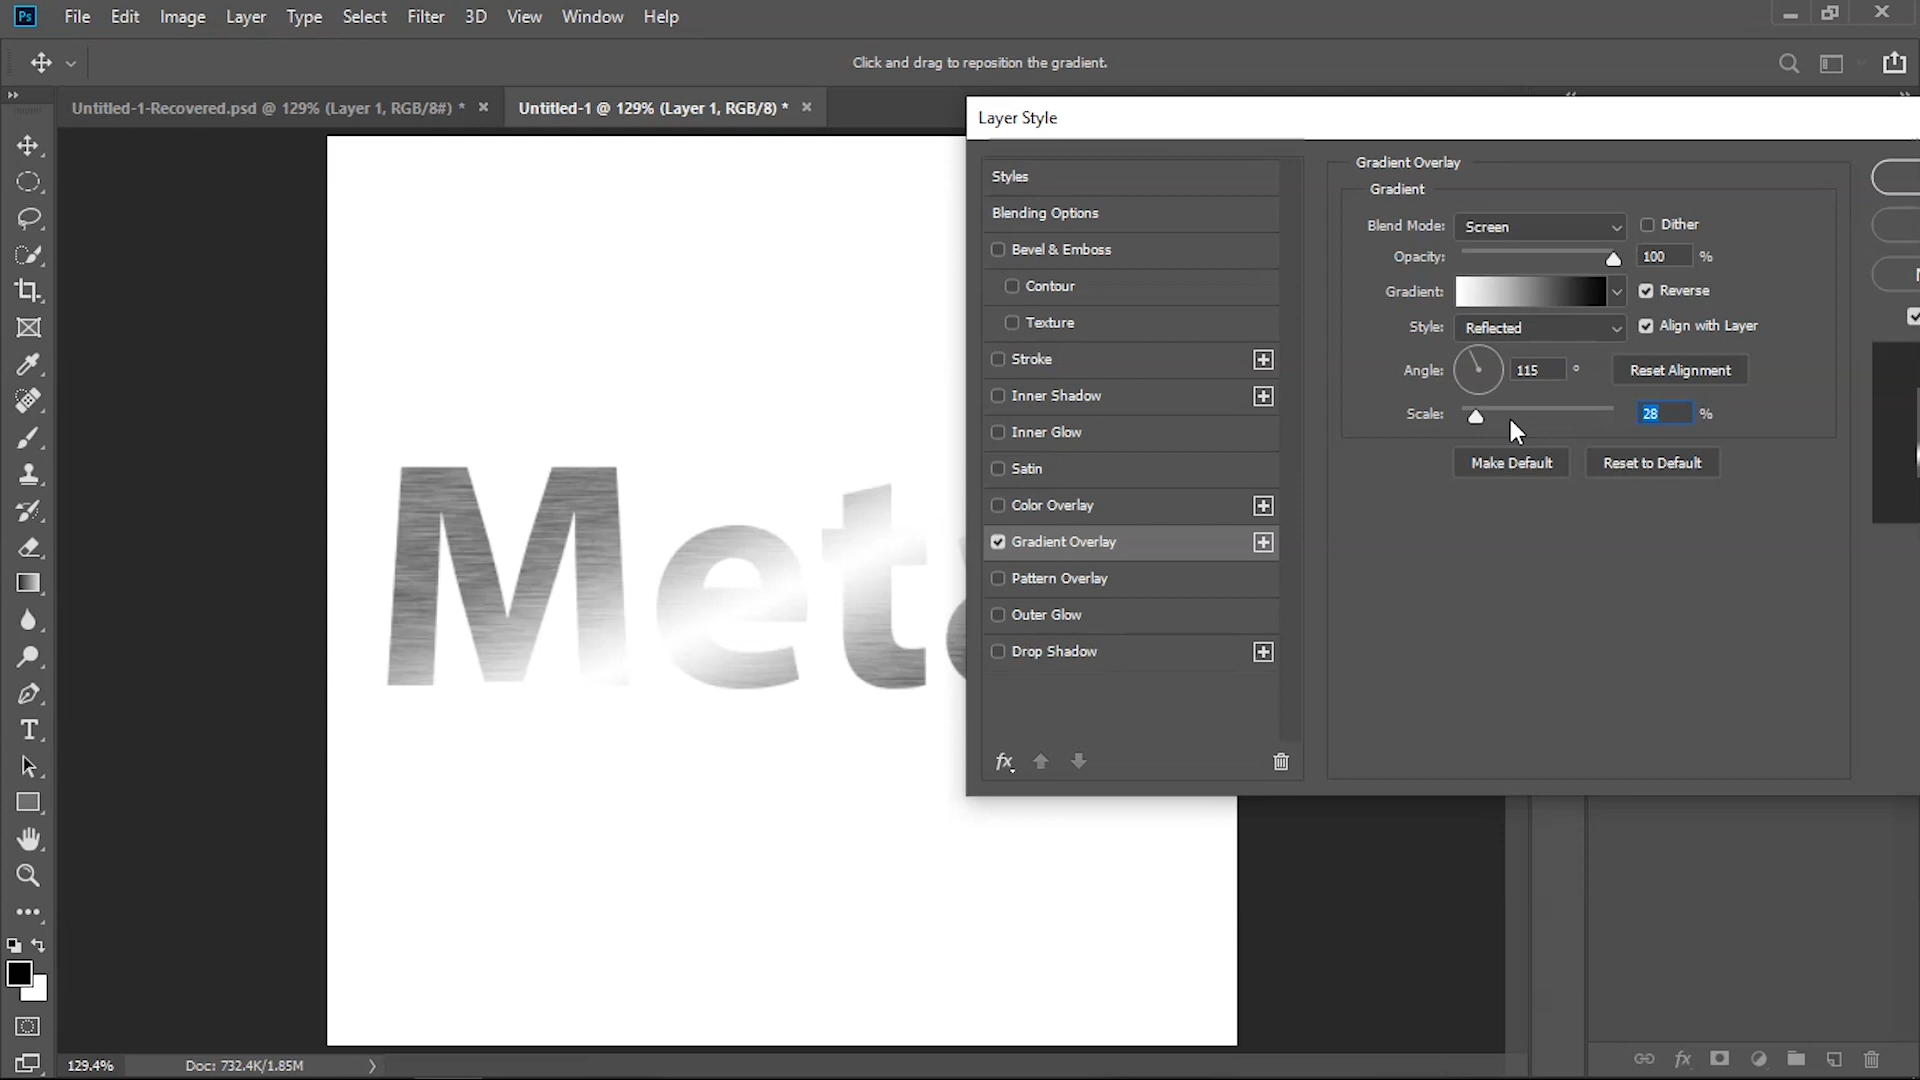 Ps File Edit Image Layer Type Select Filter 3D View Window Help
Click and drag to reposition the gradient.
Untitled-1-Recovered.psd @ 129% (Layer 1, RGB/8#) *
Untitled-1 @ 129% (Layer 1, RGB/8) *
Layer Style
Styles
Blending Options
Bevel & Emboss
Contour
Texture
Stroke
Inner Shadow
Inner Glow
Satin
Color Overlay
Gradient Overlay
Pattern Overlay
Outer Glow
Drop Shadow
fx
Gradient Overlay
Gradient
Blend Mode: Screen Dither
Opacity: 100 %
Gradient: Reverse
Style: Reflected Align with Layer
Angle: 115 ° Reset Alignment
Scale: 28 %
Make Default Reset to Default
Met
T
129.4% Doc: 732.4K/1.85M
fx